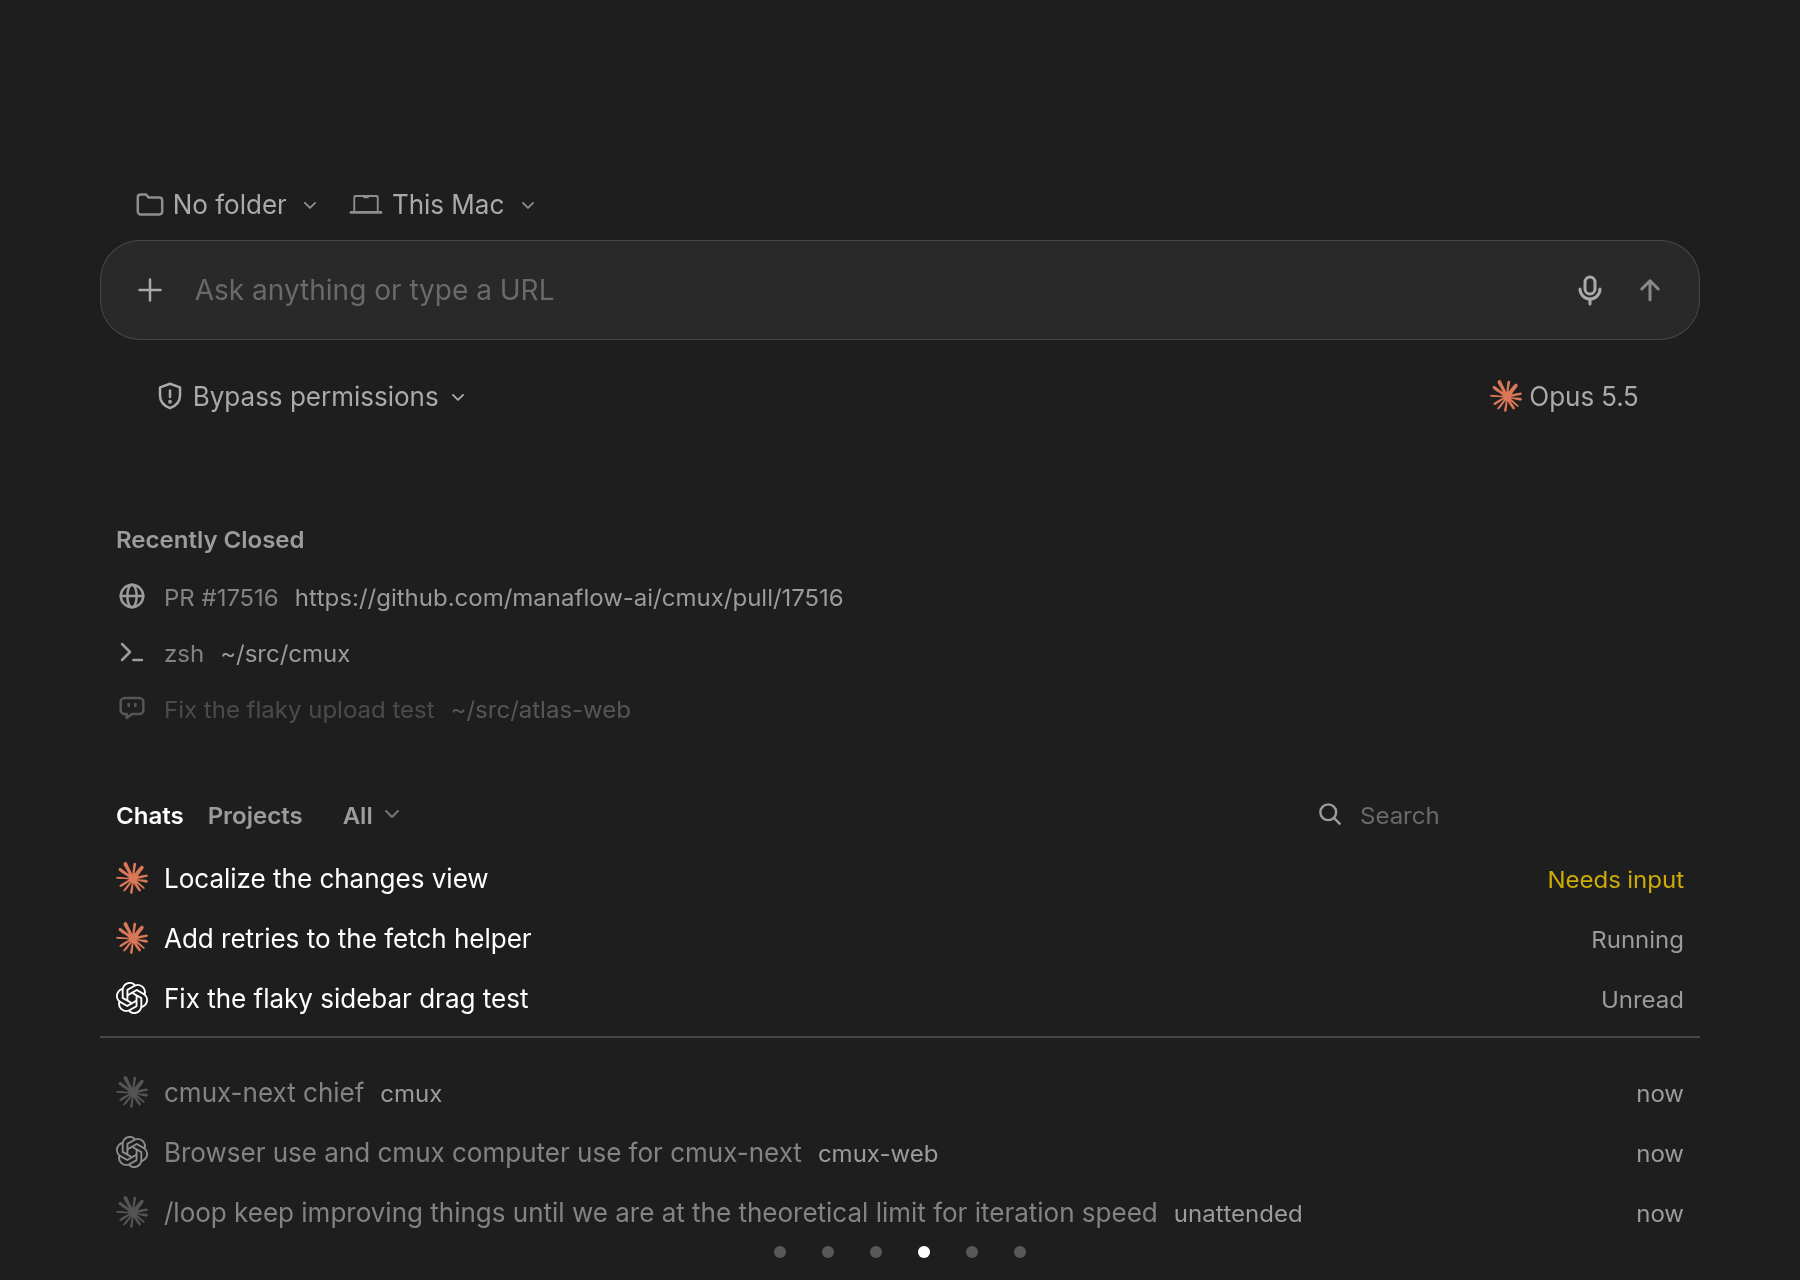 No folder This Mac
Ask anything or type a URL
Bypass permissions Opus 5.5
Recently Closed
PR #17516 https://github.com/manaflow-ai/cmux/pull/17516
zsh ~/src/cmux
Fix the flaky upload test ~/src/atlas-web
Chats Projects All Search
Localize the changes view Needs input
Add retries to the fetch helper Running
Fix the flaky sidebar drag test Unread
cmux-next chief cmux now
Browser use and cmux computer use for cmux-next cmux-web now
/loop keep improving things until we are at the theoretical limit for iteration speed unattended now